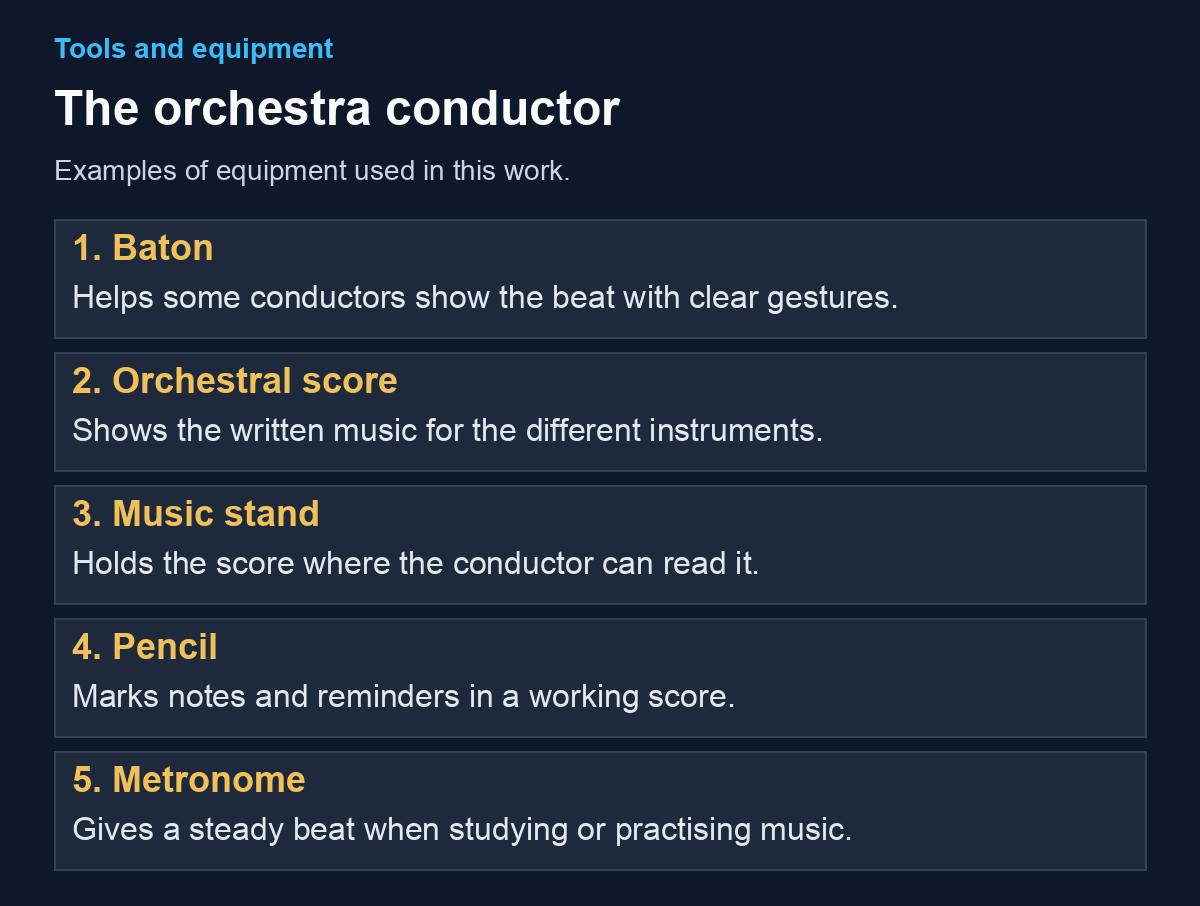 Tools and equipment
The orchestra conductor
Examples of equipment used in this work.
1. Baton
Helps some conductors show the beat with clear gestures.
2. Orchestral score
Shows the written music for the different instruments.
3. Music stand
Holds the score where the conductor can read it.
4. Pencil
Marks notes and reminders in a working score.
5. Metronome
Gives a steady beat when studying or practising music.